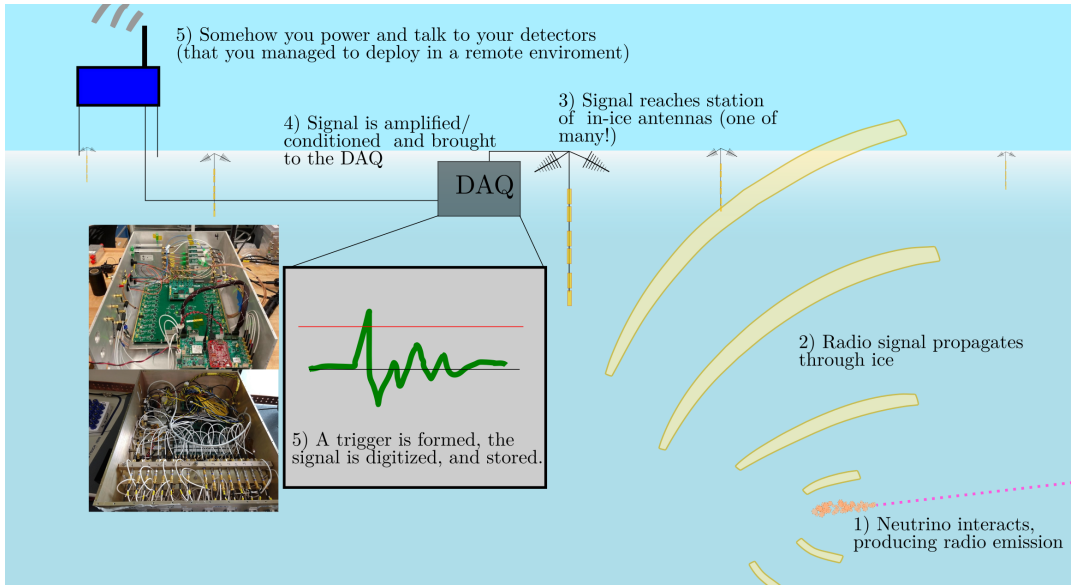 5) Somehow you power and talk to your detectors
(that you managed to deploy in a remote enviroment)
3) Signal reaches station
of in-ice antennas (one of
many!)
4) Signal is amplified/
conditioned and brought
to the DAQ
DAQ
2) Radio signal propagates
through ice
5) A trigger is formed, the
signal is digitized, and stored.
1) Neutrino interacts,
producing radio emission